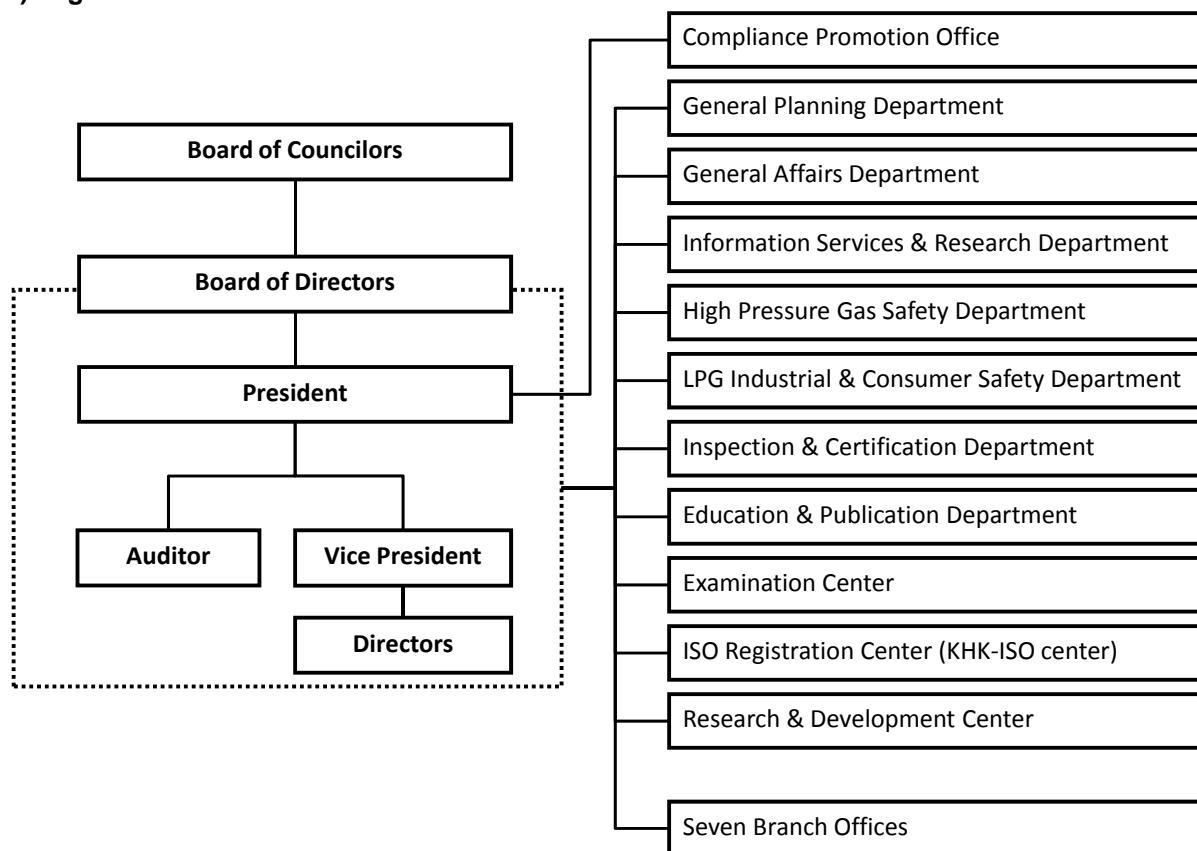 Compliance Promotion Office
General Planning Department
Board of Councilors
General Affairs Department
Information Services & Research Department
Board of Directors
High Pressure Gas Safety Department
President
LPG Industrial & Consumer Safety Department
Inspection & Certification Department
Education & Publication Department
Auditor
Vice President
Examination Center
Directors
ISO Registration Center (KHK-ISO center)
Research & Development Center
Seven Branch Offices